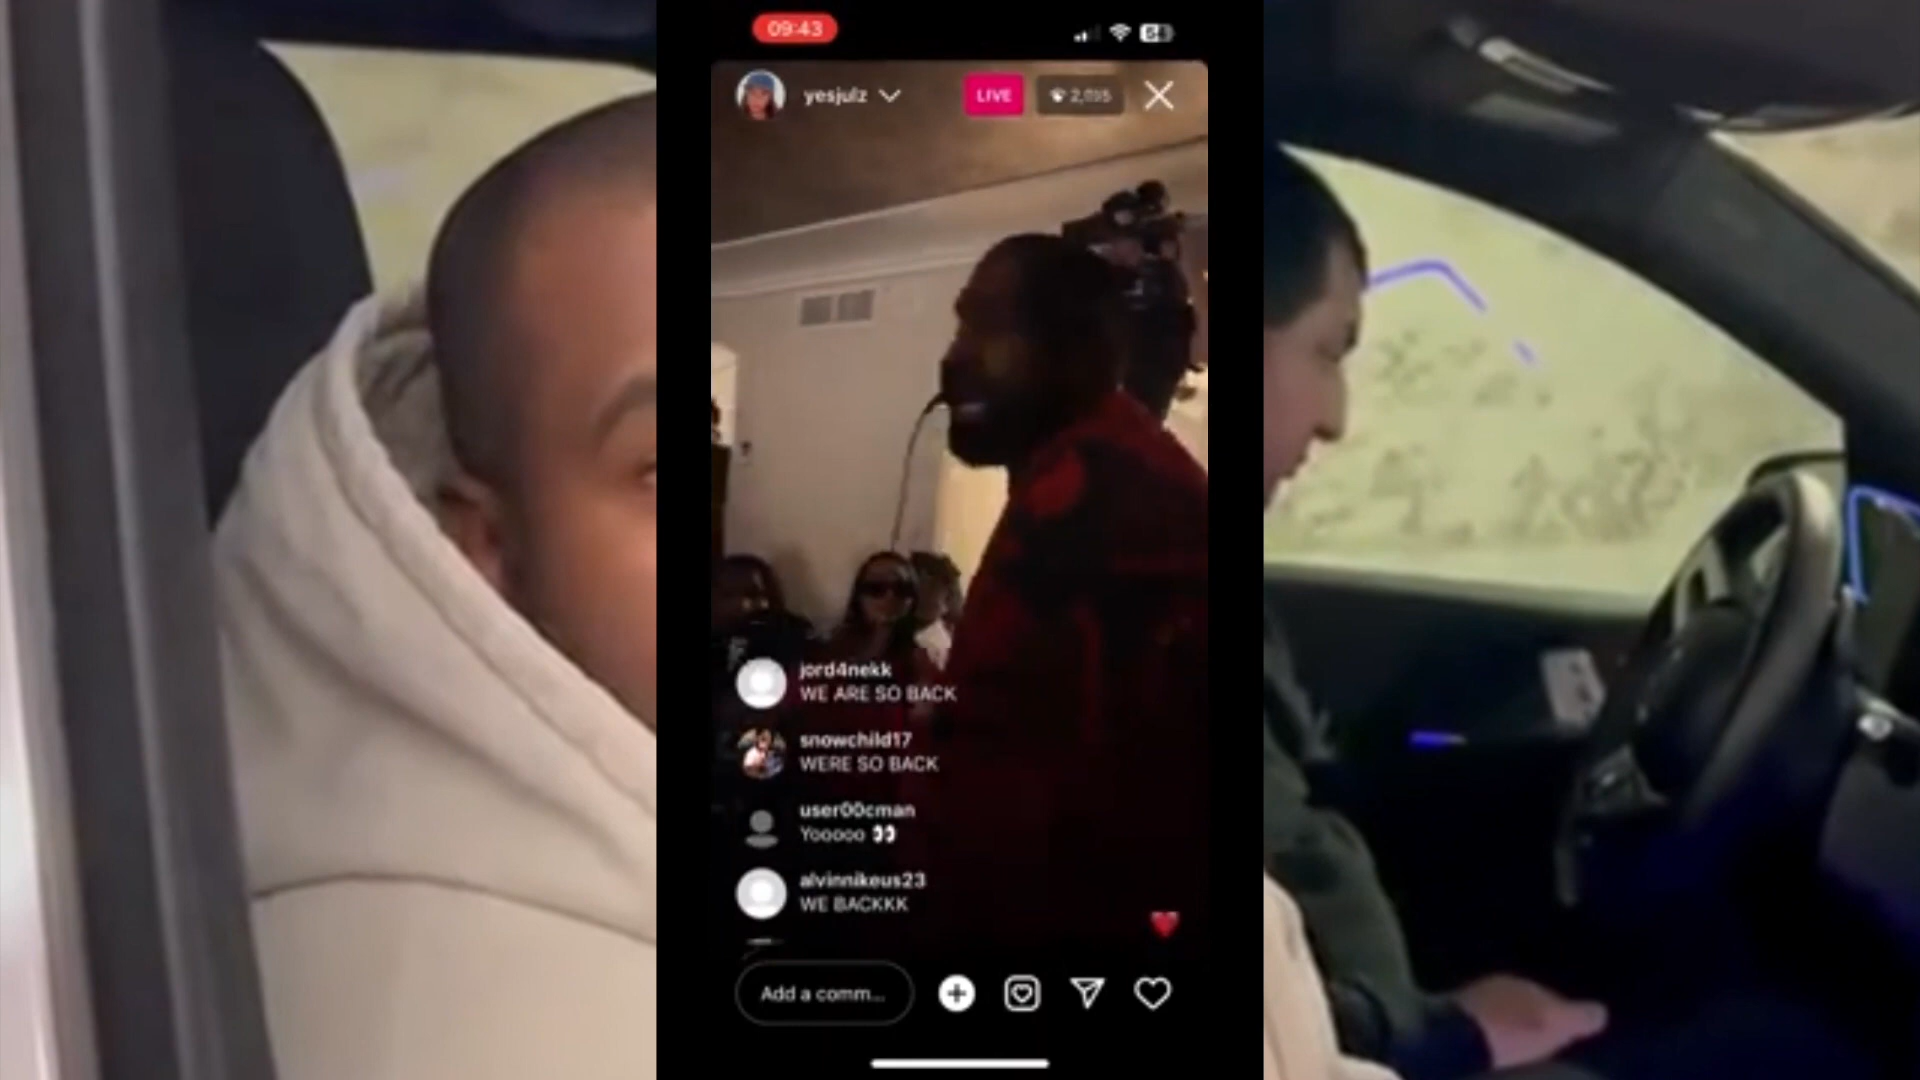 09:43
yesjulz
LIVE
jord4nekk
WE ARE SO BACK
snowchild17
WERE SO BACK
user00cman
Yooooo 👀
alvinnikeus23
WE BACKKK
Add a comm...